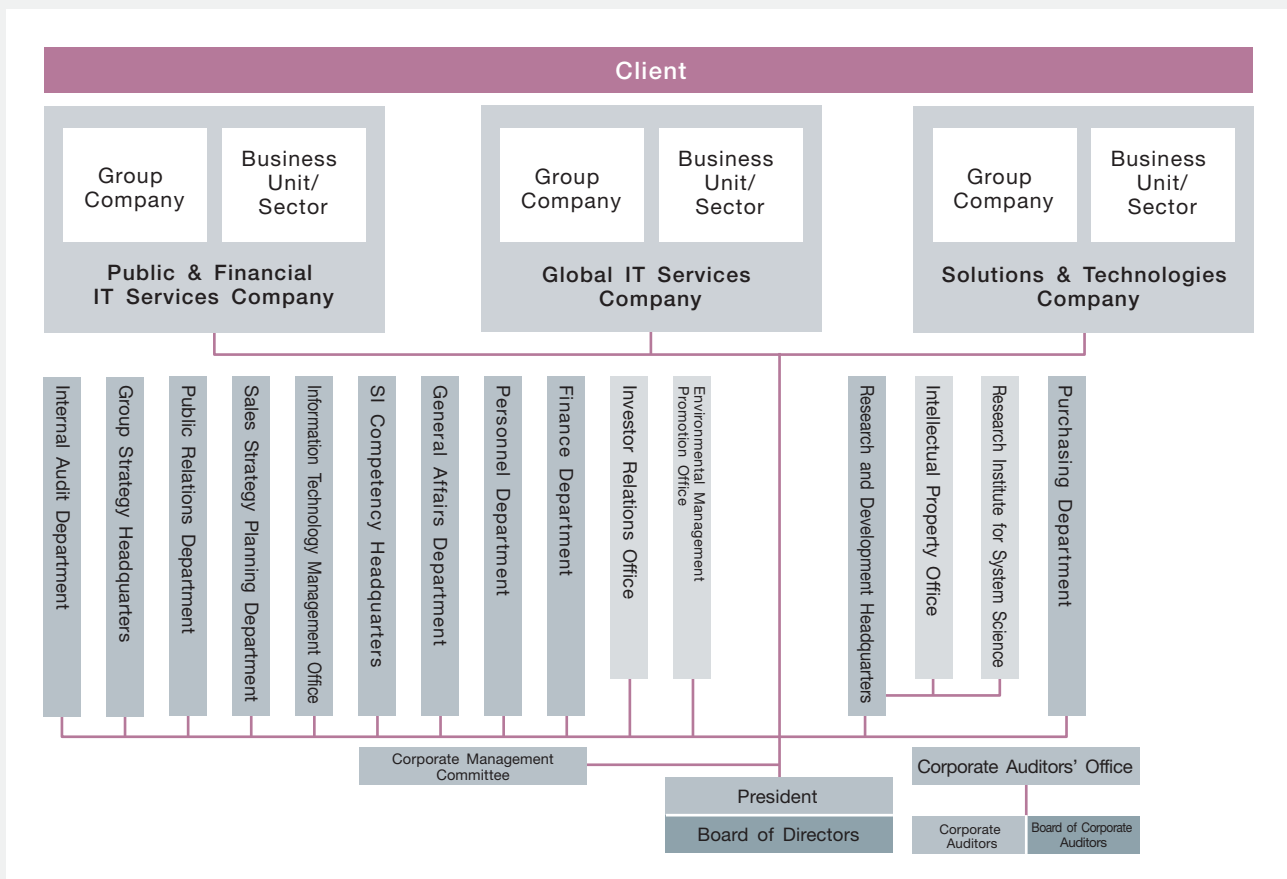 Client
Group
Company
Business
Unit/
Sector
Public & Financial
IT Services Company
Group
Company
Business
Unit/
Sector
Global IT Services
Company
Group
Company
Business
Unit/
Sector
Solutions & Technologies
Company
Internal Audit Department
Group Strategy Headquarters
Public Relations Department
Sales Strategy Planning Department
Information Technology Management Office
SI Competency Headquarters
General Affairs Department
Personnel Department
Finance Department
Investor Relations Office
Environmental Management
Promotion Office
Research and Development Headquarters
Intellectual Property Office
Research Institute for System Science
Purchasing Department
Corporate Management
Committee
President
Board of Directors
Corporate Auditors' Office
Corporate
Auditors
Board of Corporate
Auditors